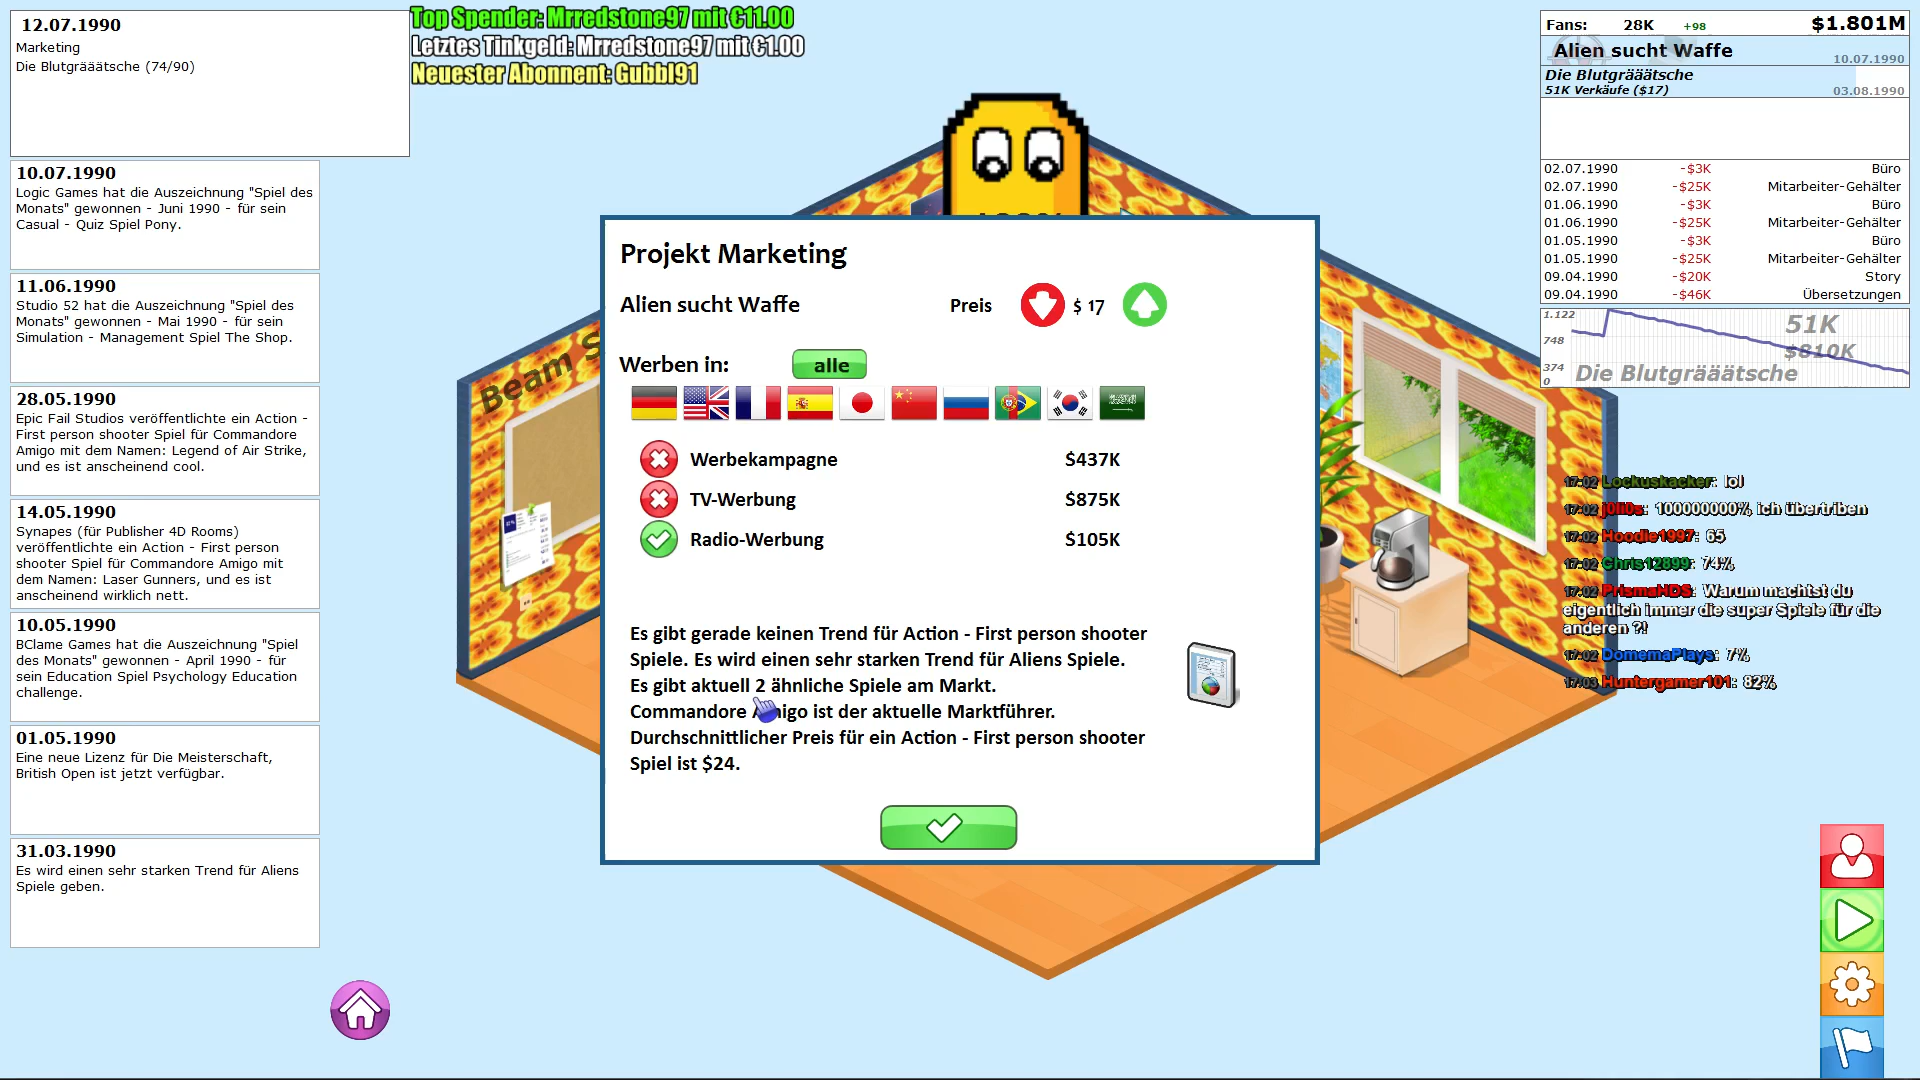 12.07.1990
Marketing
Die Blutgrääätsche (74/90)
10.07.1990
Logic Games hat die Auszeichnung "Spiel des
Monats" gewonnen - Juni 1990 - für sein
Casual - Quiz Spiel Pony.
11.06.1990
Studio 52 hat die Auszeichnung "Spiel des
Monats" gewonnen - Mai 1990 - für sein
Simulation - Management Spiel The Shop.
28.05.1990
Epic Fail Studios veröffentlichte ein Action -
First person shooter Spiel für Commandore
Amigo mit dem Namen: Legend of Air Strike,
und es ist anscheinend cool.
14.05.1990
Synapes (für Publisher 4D Rooms)
veröffentlichte ein Action - First person
shooter Spiel für Commandore Amigo mit
dem Namen: Laser Gunners, und es ist
anscheinend wirklich nett.
10.05.1990
BClame Games hat die Auszeichnung "Spiel
des Monats" gewonnen - April 1990 - für
sein Education Spiel Psychology Education
challenge.
01.05.1990
Eine neue Lizenz für Die Meisterschaft,
British Open ist jetzt verfügbar.
31.03.1990
Es wird einen sehr starken Trend für Aliens
Spiele geben.
Top Spender: Mrredstone97 mit €11.00
Letztes Tinkgeld: Mrredstone97 mit €1.00
Neuester Abonnent: Gubbl91
Beam S
Projekt Marketing
Alien sucht Waffe Preis $ 17
Werben in: alle
Werbekampagne $437K
TV-Werbung $875K
Radio-Werbung $105K
Es gibt gerade keinen Trend für Action - First person shooter
Spiele. Es wird einen sehr starken Trend für Aliens Spiele.
Es gibt aktuell 2 ähnliche Spiele am Markt.
Commandore Amigo ist der aktuelle Marktführer.
Durchschnittlicher Preis für ein Action - First person shooter
Spiel ist $24.
Fans: 28K +98 $1.801M
Alien sucht Waffe 10.07.1990
Die Blutgrääätsche
51K Verkäufe ($17) 03.08.1990
02.07.1990 -$3K Büro
02.07.1990 -$25K Mitarbeiter-Gehälter
01.06.1990 -$3K Büro
01.06.1990 -$25K Mitarbeiter-Gehälter
01.05.1990 -$3K Büro
01.05.1990 -$25K Mitarbeiter-Gehälter
09.04.1990 -$20K Story
09.04.1990 -$46K Übersetzungen
1.122
748
374
0
51K
$810K
Die Blutgrääätsche
17:02 Lockuskacker: lol
17:02 j0li0s: 100000000% ich übertriben
17:02 Hoodie1997: 65
17:02 Chris12899: 74%
17:02 PrismaNDS: Warum machtst du
eigentlich immer die super Spiele für die
anderen ?!
17:02 DomemaPlays: 7%
17:03 Huntergamer101: 82%